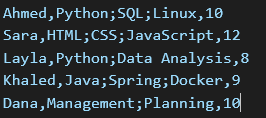 Ahmed,Python;SQL;Linux,10
Sara,HTML;CSS;JavaScript,12
Layla,Python;Data Analysis,8
Khaled,Java;Spring;Docker,9
Dana,Management;Planning,10